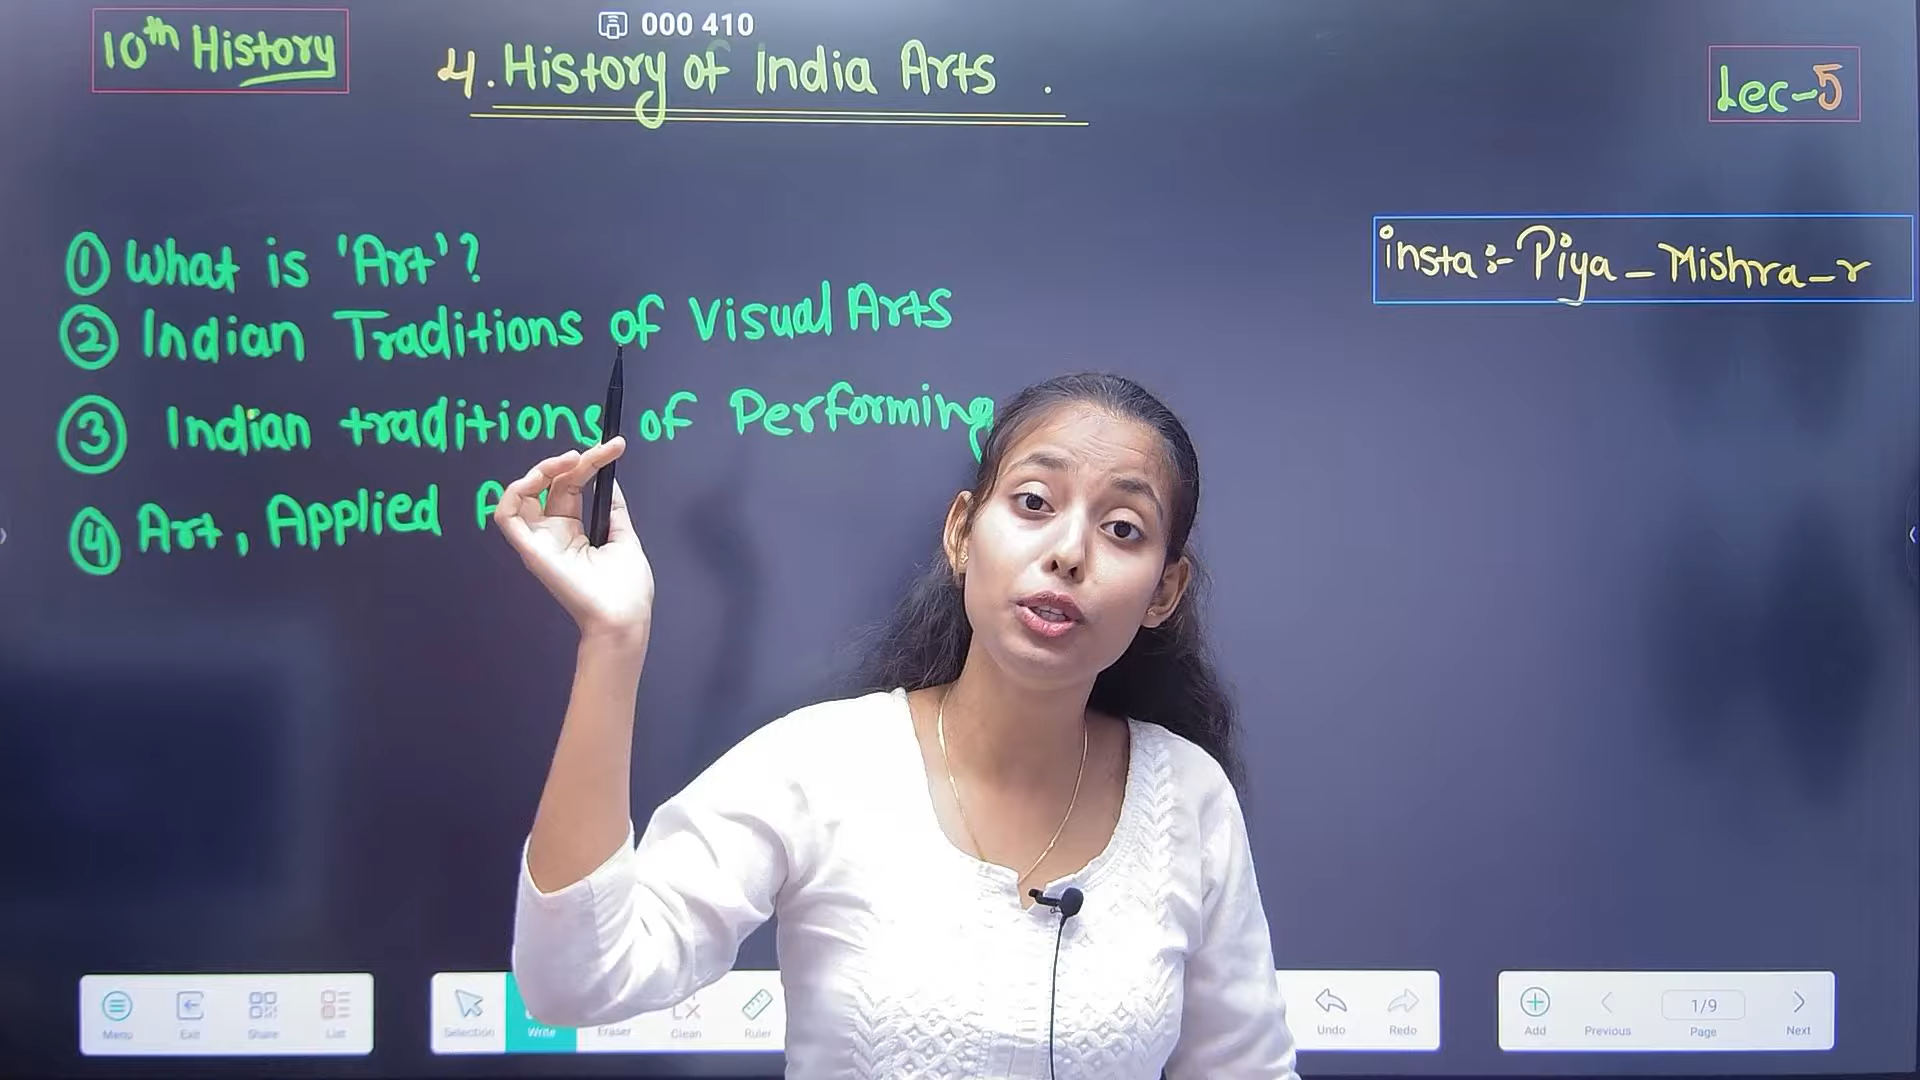 000 410
10th History
4. History of India Arts .
Lec-5
① What is 'Art'?
② Indian Traditions of Visual Arts
③ Indian traditions of Performing
④ Art, Applied
insta :- Piya_Mishra_r
Menu
Exit
Share
List
Selection
Write
Eraser
Clean
Ruler
Undo
Redo
Add
Previous
1/9
Page
Next